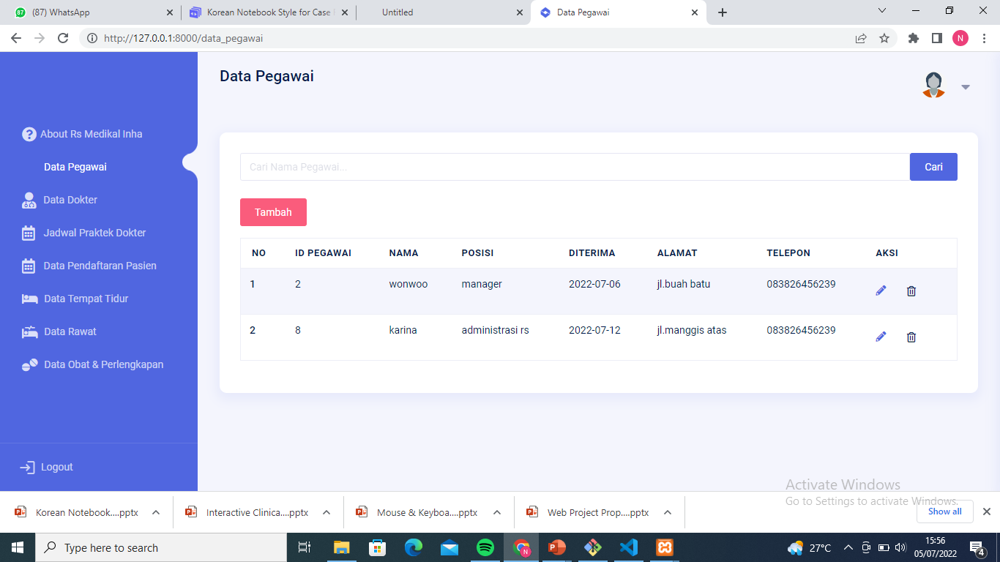 (87) WhatsApp
Korean Notebook Style for Case
Untitled
Data Pegawai
http://127.0.0.1:8000/data_pegawai
N
Data Pegawai
About Rs Medikal Inha
Data Pegawai
Data Dokter
Jadwal Praktek Dokter
Data Pendaftaran Pasien
Data Tempat Tidur
Data Rawat
Data Obat & Perlengkapan
Logout
Cari Nama Pegawai...
Cari
Tambah
NO ID PEGAWAI NAMA POSISI DITERIMA ALAMAT TELEPON AKSI
1 2 wonwoo manager 2022-07-06 jl.buah batu 083826456239
2 8 karina administrasi rs 2022-07-12 jl.manggis atas 083826456239
Activate Windows
Go to Settings to activate Windows.
Korean Notebook....pptx
Interactive Clinica....pptx
Mouse & Keyboa....pptx
Web Project Prop....pptx
Show all
Type here to search
27°C
15:56
05/07/2022
4